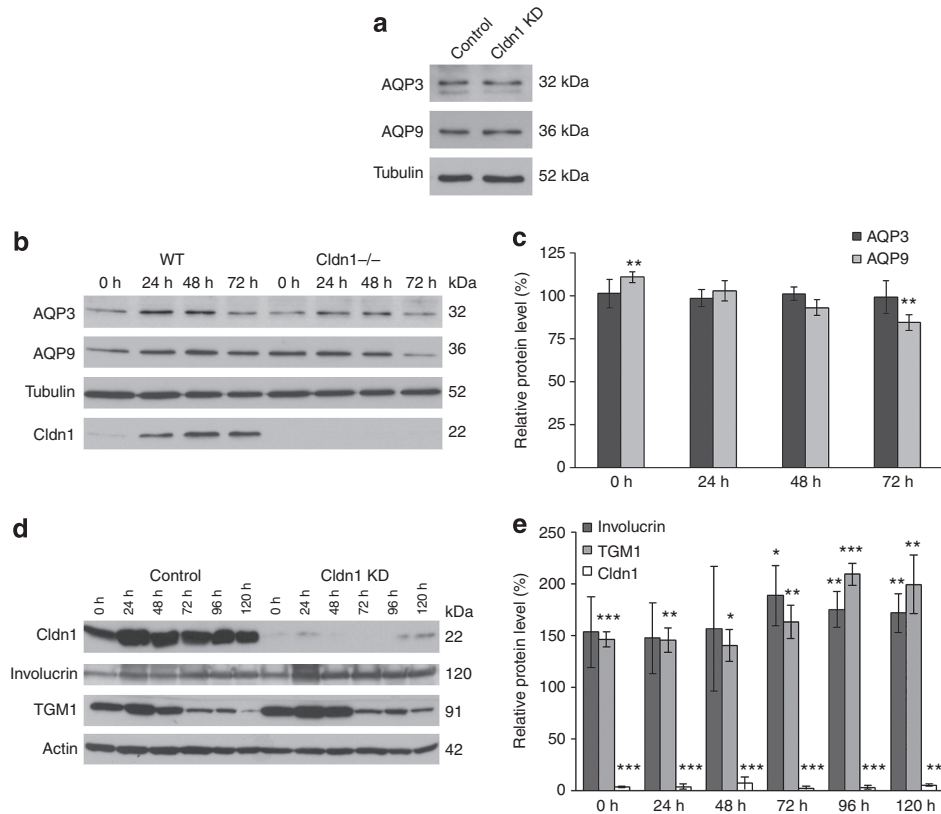 a
Control Cldn1 KD
AQP3 32 kDa
AQP9 36 kDa
Tubulin 52 kDa
b
WT Cldn1–/–
0 h 24 h 48 h 72 h 0 h 24 h 48 h 72 h kDa
AQP3 32
AQP9 36
Tubulin 52
Cldn1 22
c
AQP3
AQP9
Relative protein level (%)
125
100
75
50
25
0
** **
0 h 24 h 48 h 72 h
d
Control Cldn1 KD
0 h 24 h 48 h 72 h 96 h 120 h 0 h 24 h 48 h 72 h 96 h 120 h kDa
Cldn1 22
Involucrin 120
TGM1 91
Actin 42
e
Involucrin
TGM1
Cldn1
Relative protein level (%)
250
200
150
100
50
0
*** ** * * ** ** *** ** **
*** *** *** *** *** **
0 h 24 h 48 h 72 h 96 h 120 h